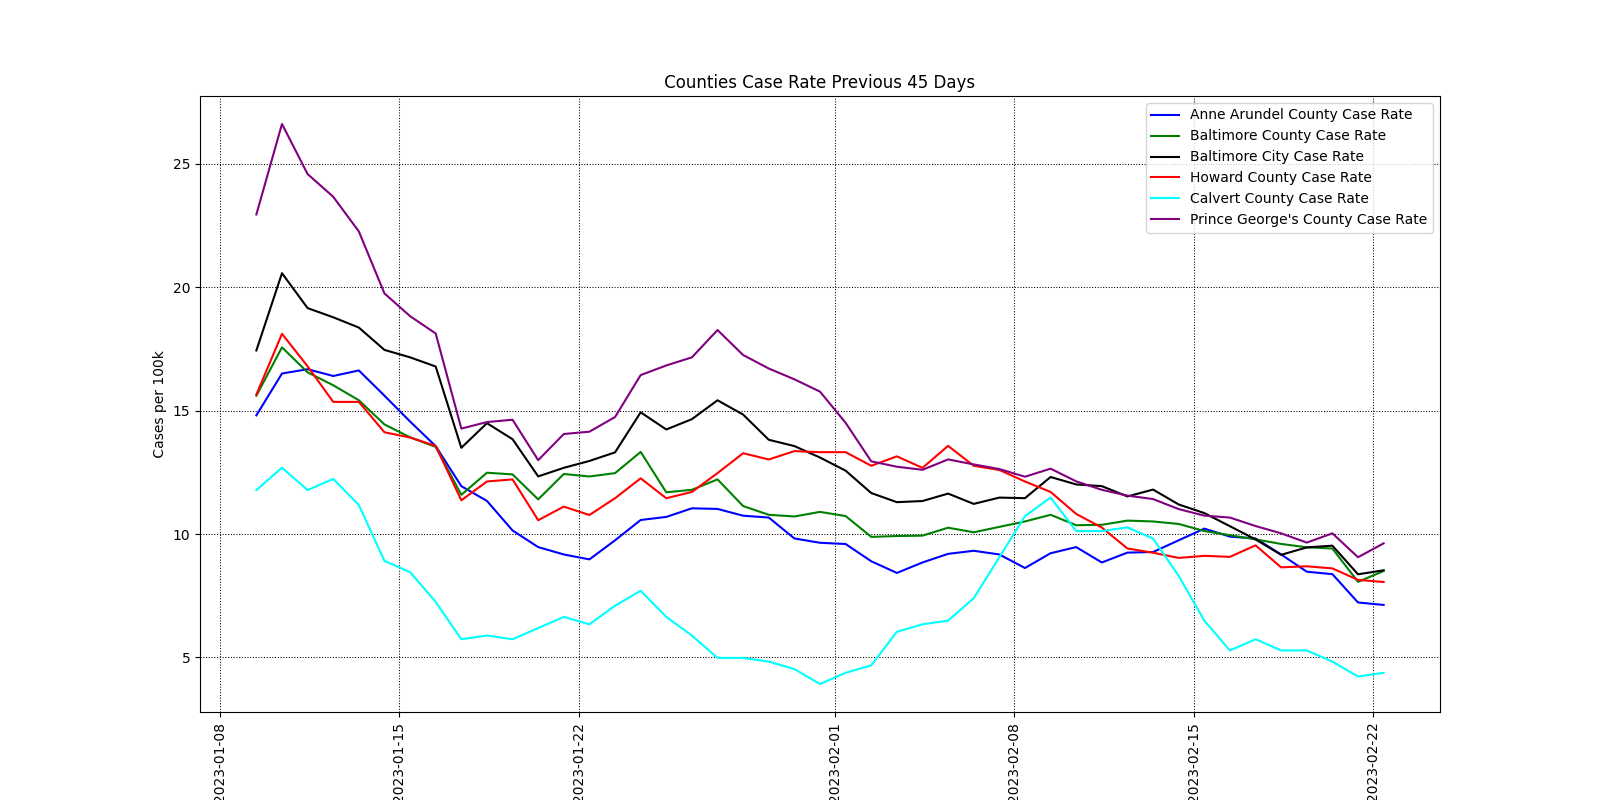 Counties Case Rate Previous 45 Days
Cases per 100k
25
20
15
10
5
Anne Arundel County Case Rate
Baltimore County Case Rate
Baltimore City Case Rate
Howard County Case Rate
Calvert County Case Rate
Prince George's County Case Rate
2023-01-08
2023-01-15
2023-01-22
2023-02-01
2023-02-08
2023-02-15
2023-02-22